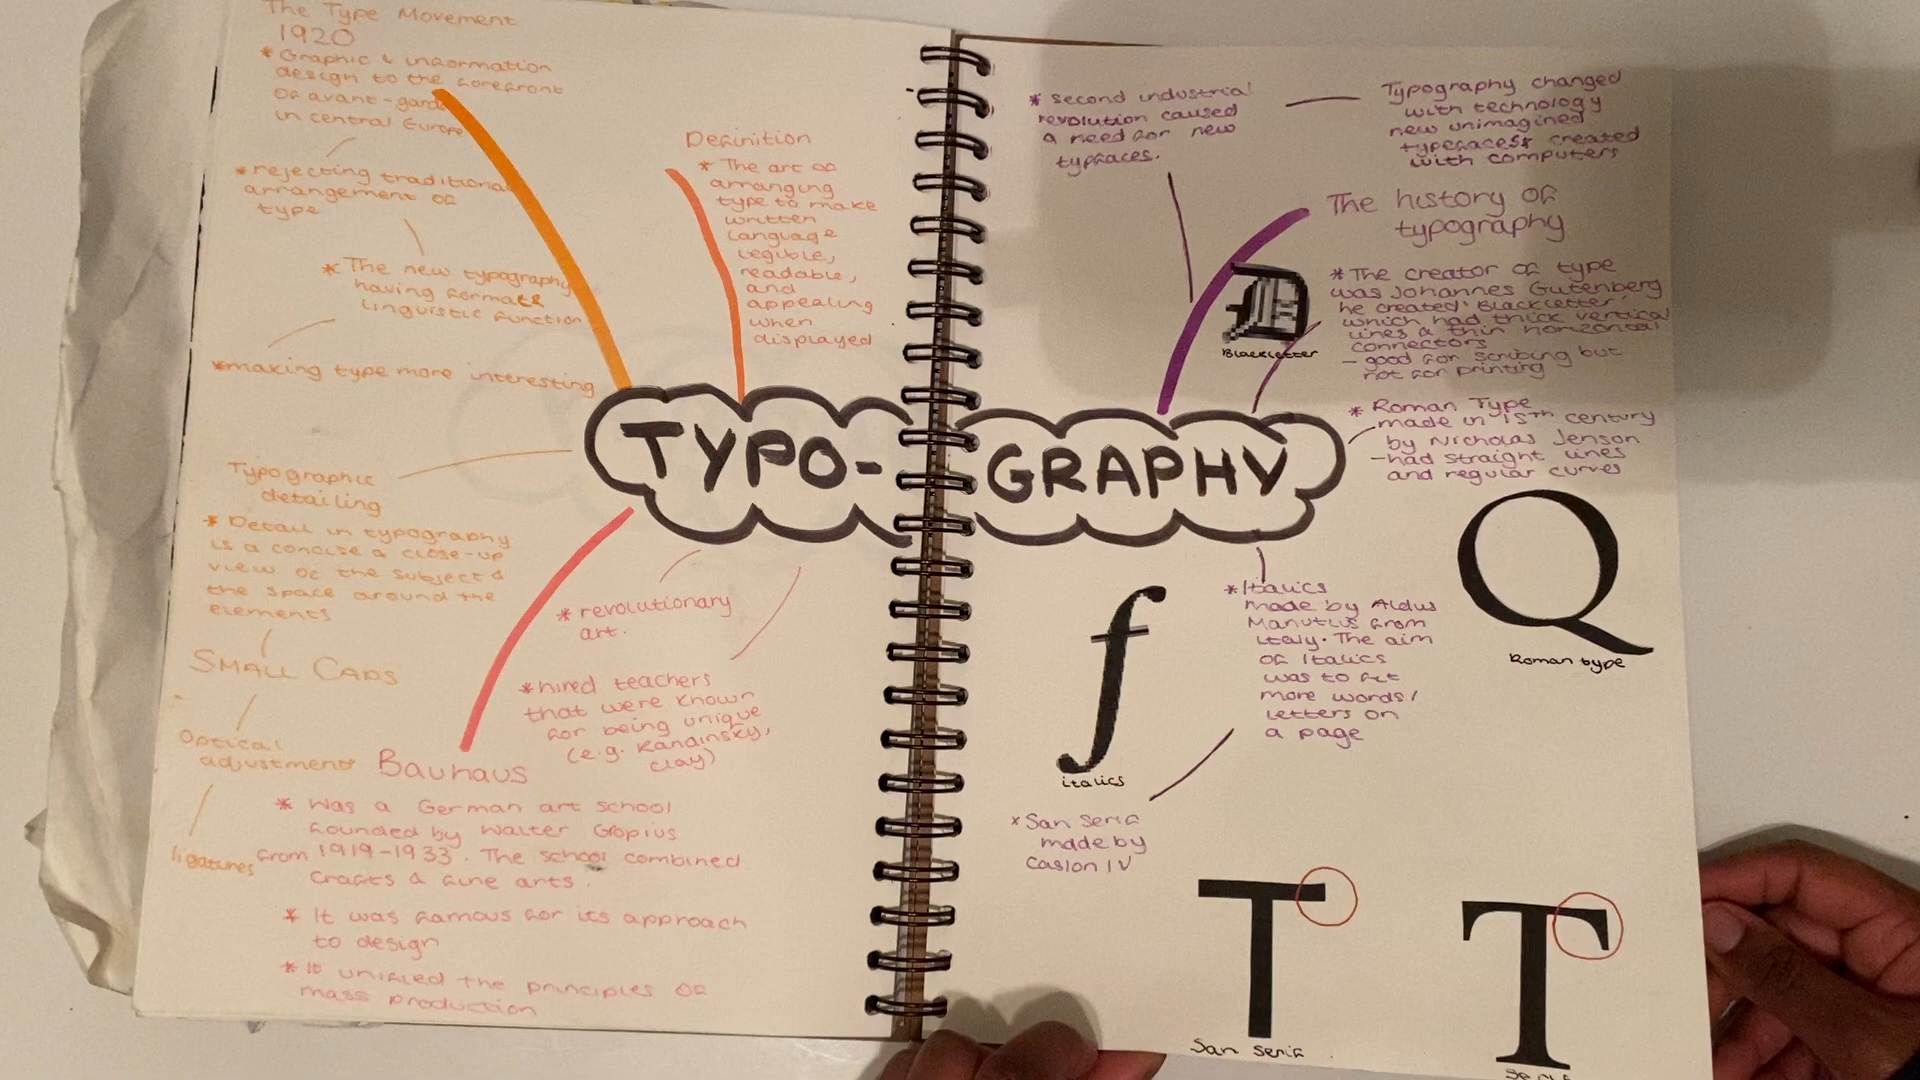 The Type Movement
1920
* Graphic & information
design to the forefront
of avant-garde
in central Europe
* rejecting traditional
arrangement of
type
* The new typography
having formats
linguistic function
* making type more interesting
Definition
* The art of
arranging
type to make
written
language
legible,
readable,
and
appealing
when
displayed
TYPO-
GRAPHY
Typographic
detailing
* Detail in typography
is a concise & close-up
view of the subject &
the space around the
elements
SMALL CAPS
Optical
adjustments
ligatures
* revolutionary
art.
* hired teachers
that were known
for being unique
(e.g. Kandinsky,
clay)
Bauhaus
* Was a German art school
founded by Walter Gropius
from 1919-1933. The school combined
crafts & fine arts.
* It was famous for its approach
to design
* It unified the principles of
mass production
* second industrial
revolution caused
a need for new
typfaces.
Typography changed
with technology
new unimagined
typefaces created
with computers
The history of
typography
* The creator of type
was Johannes Gutenberg
he created 'Blackletter'
which had thick vertical
lines & thin horizontal
connectors
- good for scribing but
not for printing
Blackletter
* Roman Type
made in 15th century
by Nicholas Jenson
- had straight lines
and regular curves
Q
Roman type
* Italics
made by Aldus
Manutius from
Italy. The aim
of Italics
was to fit
more words/
letters on
a page
f
italics
* San serif
made by
Caslon IV
T
San serif
T
Serif